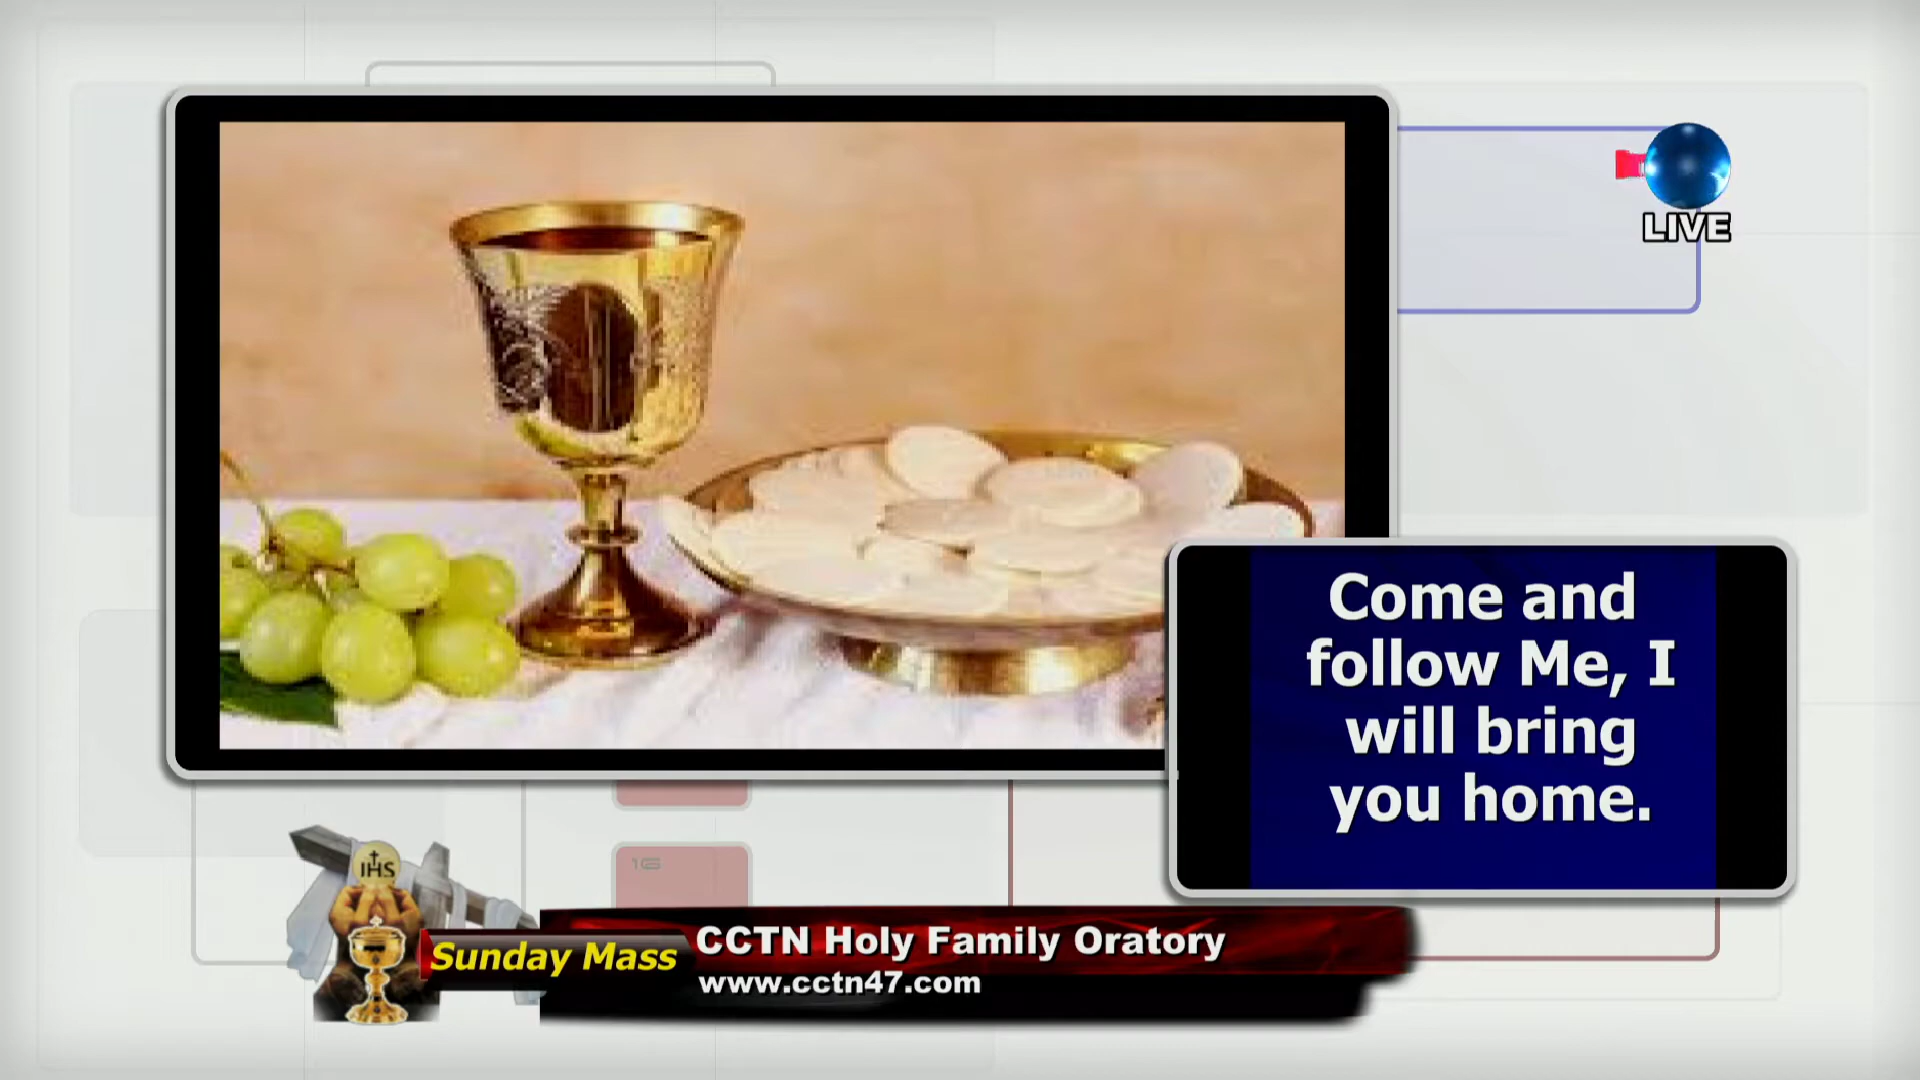 LIVE
Come and
follow Me, I
will bring
you home.
IHS
Sunday Mass
CCTN Holy Family Oratory
www.cctn47.com